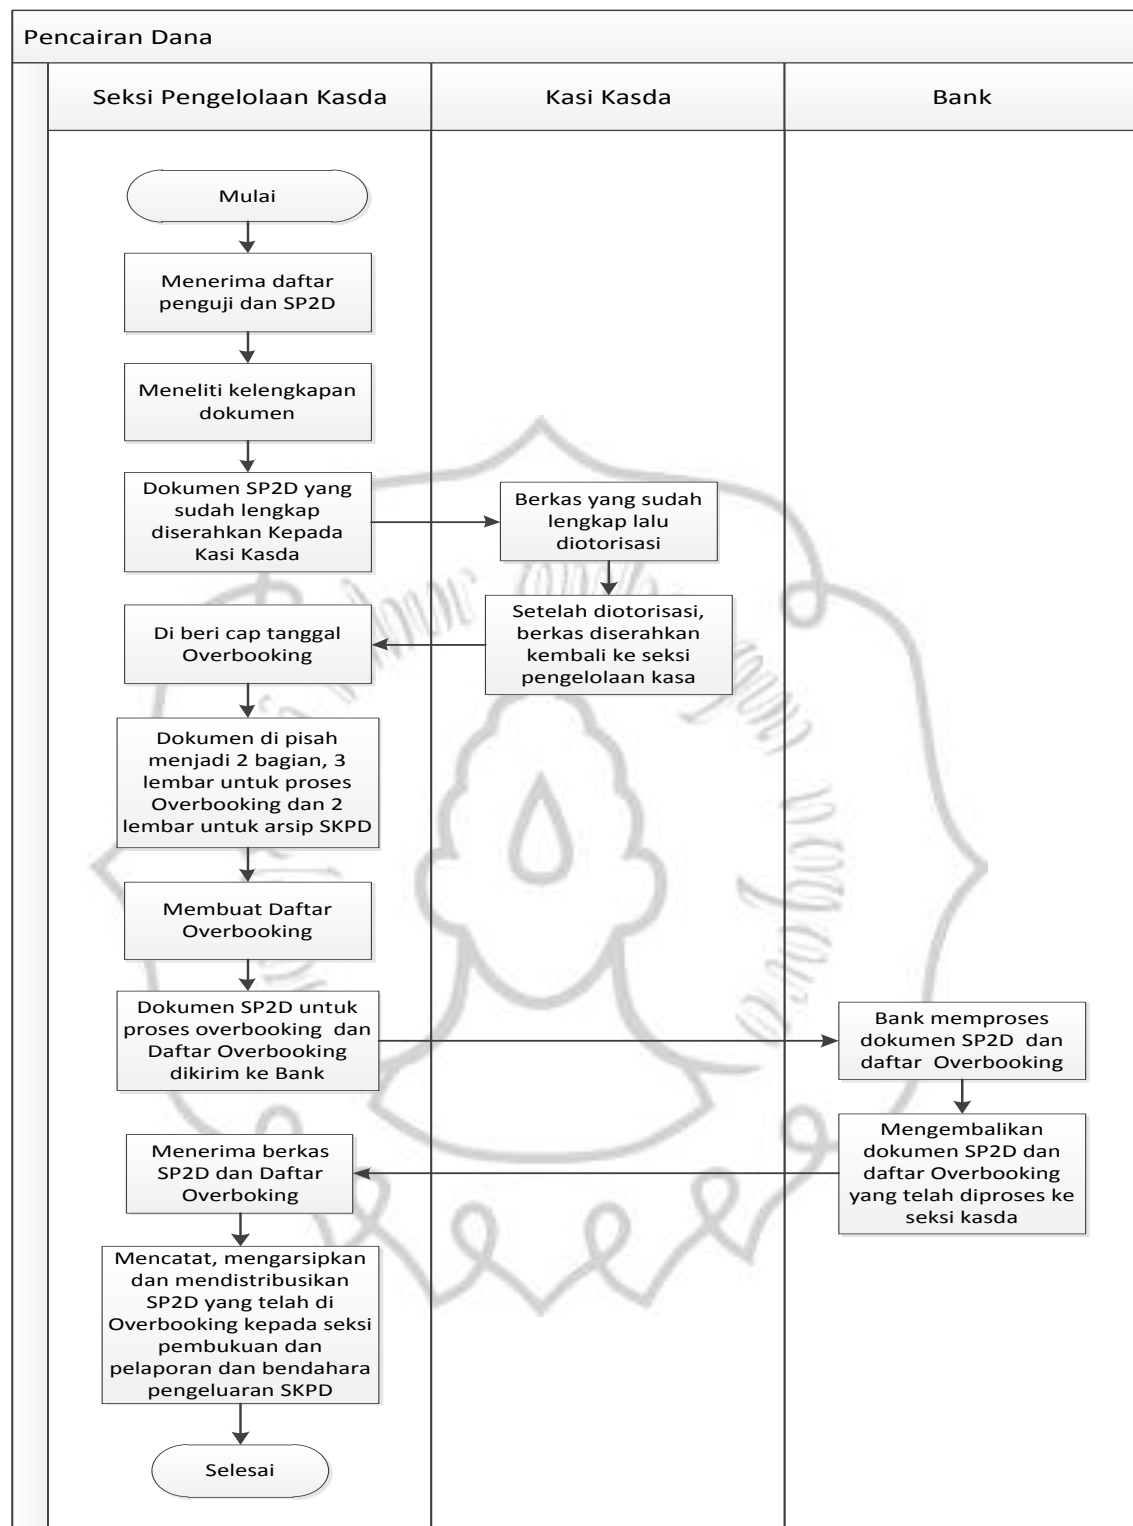 Pencairan Dana
Seksi Pengelolaan Kasda
Kasi Kasda
Bank
Mulai
Menerima daftar
penguji dan SP2D
Meneliti kelengkapan
dokumen
Dokumen SP2D yang
sudah lengkap
diserahkan Kepada
Kasi Kasda
Berkas yang sudah
lengkap lalu
diotorisasi
Setelah diotorisasi,
berkas diserahkan
kembali ke seksi
pengelolaan kasa
Di beri cap tanggal
Overbooking
Dokumen di pisah
menjadi 2 bagian, 3
lembar untuk proses
Overbooking dan 2
lembar untuk arsip SKPD
Membuat Daftar
Overbooking
Dokumen SP2D untuk
proses overbooking  dan
Daftar Overbooking
dikirim ke Bank
Bank memproses
dokumen SP2D  dan
daftar  Overbooking
Mengembalikan
dokumen SP2D dan
daftar Overbooking
yang telah diproses ke
seksi kasda
Menerima berkas
SP2D dan Daftar
Overboking
Mencatat, mengarsipkan
dan mendistribusikan
SP2D yang telah di
Overbooking kepada seksi
pembukuan dan
pelaporan dan bendahara
pengeluaran SKPD
Selesai